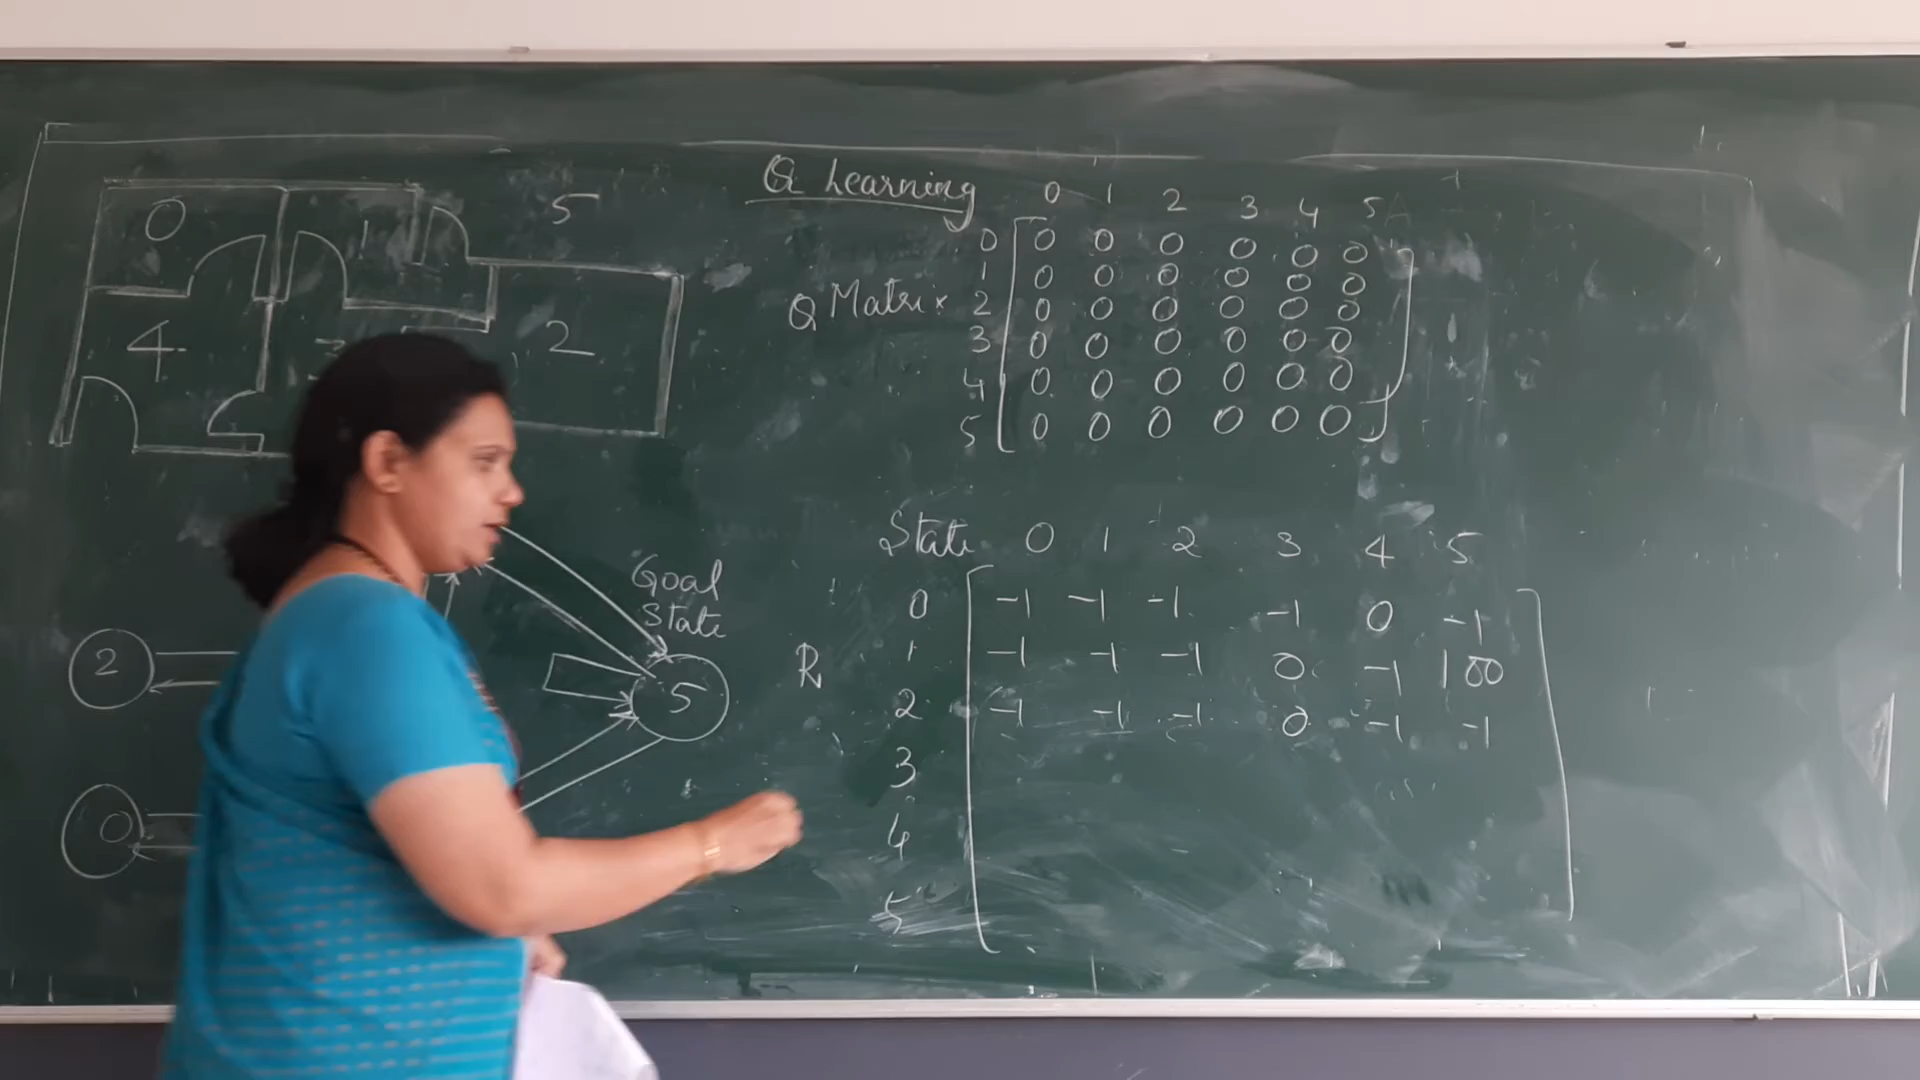 Q Learning
0 1 2 3 4 5
Q Matrix
0 0 0 0 0 0 0
1 0 0 0 0 0 0
2 0 0 0 0 0 0
3 0 0 0 0 0 0
4 0 0 0 0 0 0
5 0 0 0 0 0 0
0 1 5
4 3 2
State 0 1 2 3 4 5
R
0 -1 -1 -1 -1 0 -1
1 -1 -1 -1 0 -1 100
2 -1 -1 -1 0 -1 -1
3
4
5
Goal
State
2 5
0